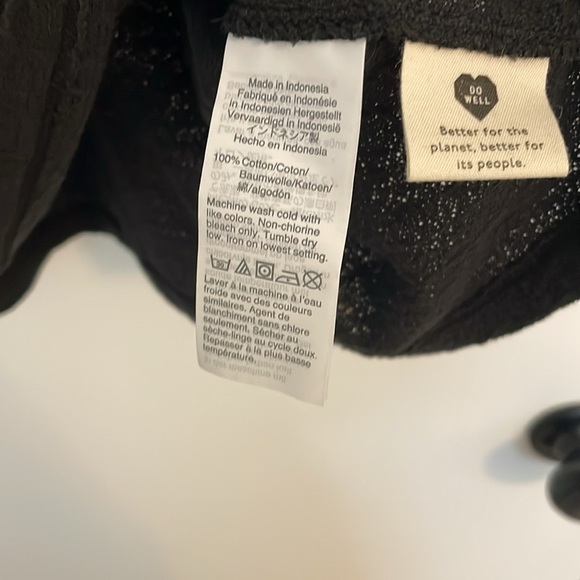 Made in Indonesia
Fabriqué en Indonésie
in Indonesien Hergestellt
Vervaardigd in Indonesië
インドネシア製
Hecho en Indonesia
100% Cotton/Coton/
Baumwolle/Katoen/
綿/algodón
Machine wash cold with
like colors. Non-chlorine
bleach only. Tumble dry
low. Iron on lowest setting.
Laver à la machine à l'eau
froide avec des couleurs
similaires. Agent de
blanchiment sans chlore
seulement. Sécher au
sèche-linge au cycle doux.
Repasser à la plus basse
température.
DO
WELL
Better for the
planet, better for
its people.